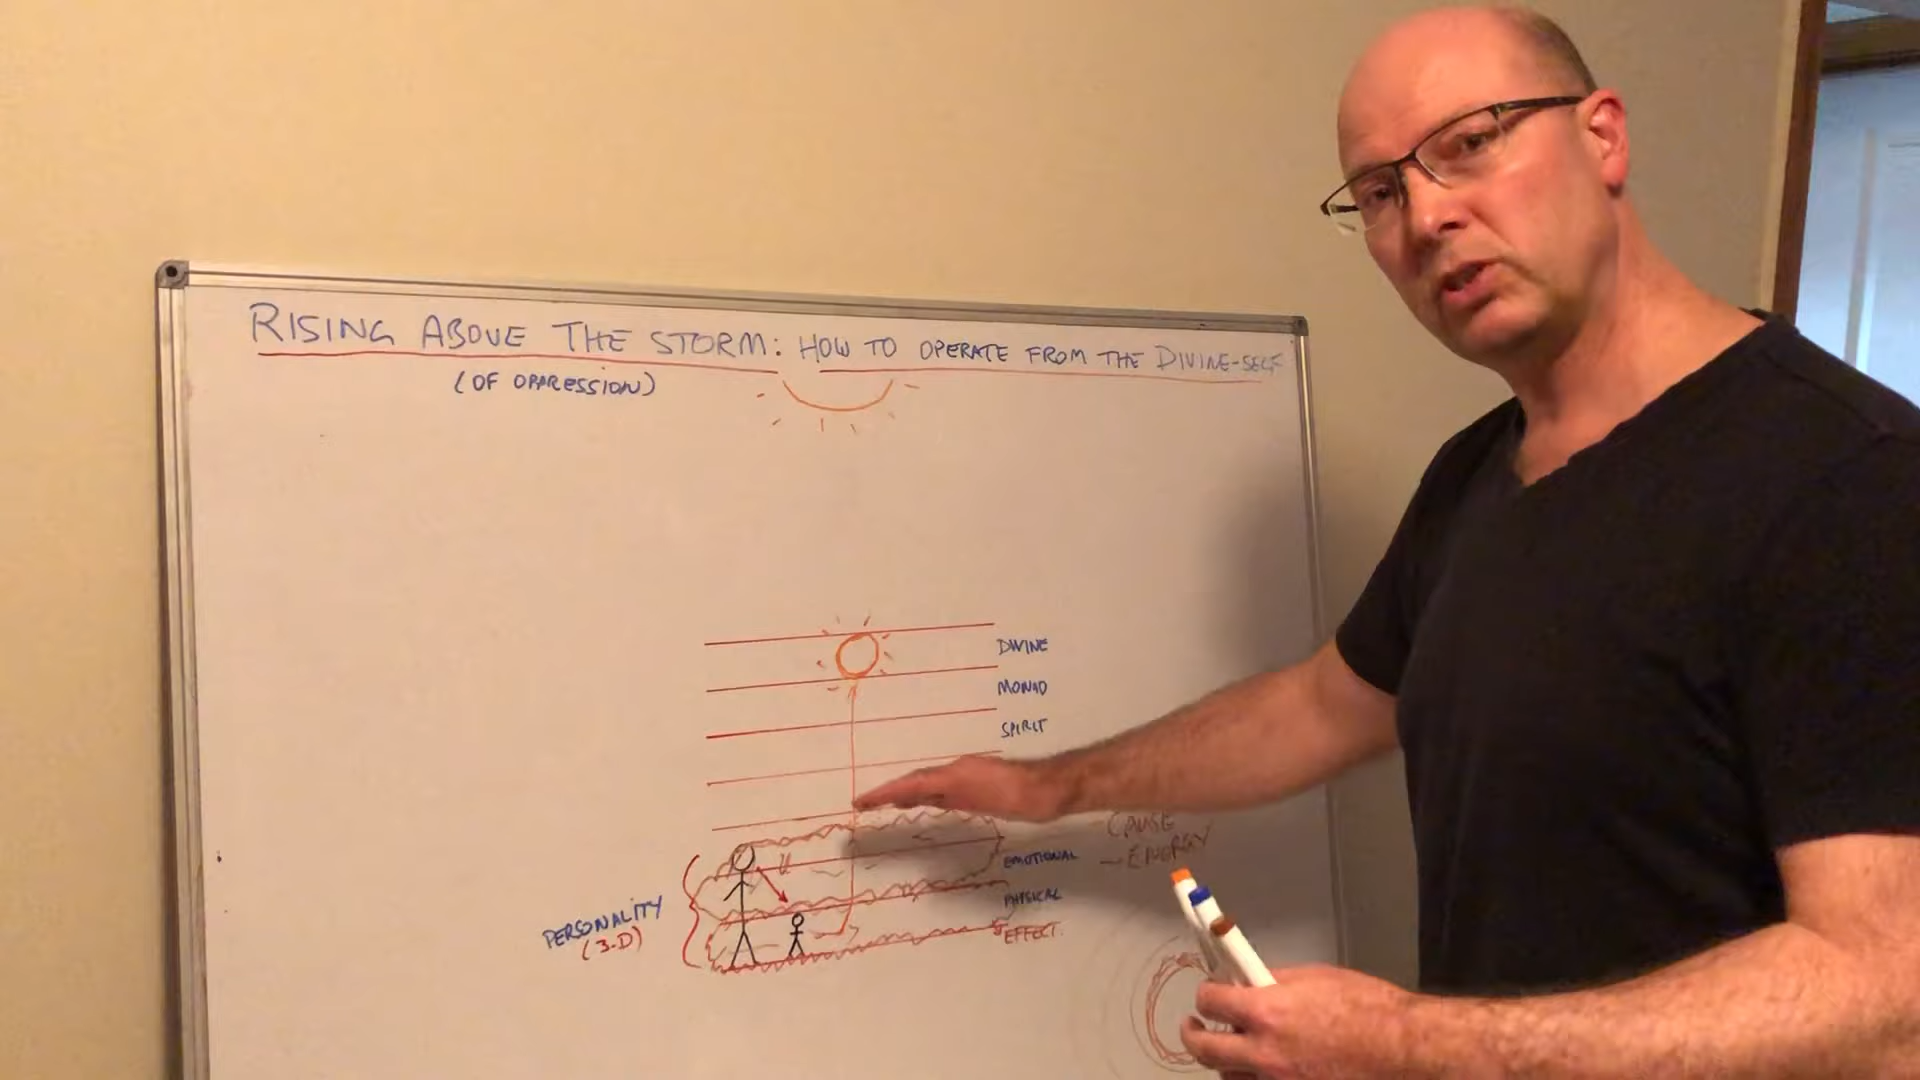 RISING ABOVE THE STORM: HOW TO OPERATE FROM THE DIVINE-SELF
(OF OPPRESSION)
DIVINE
MONAD
SPIRIT
CAUSE
- ENERGY
EMOTIONAL
PHYSICAL
EFFECT.
PERSONALITY
(3-D)